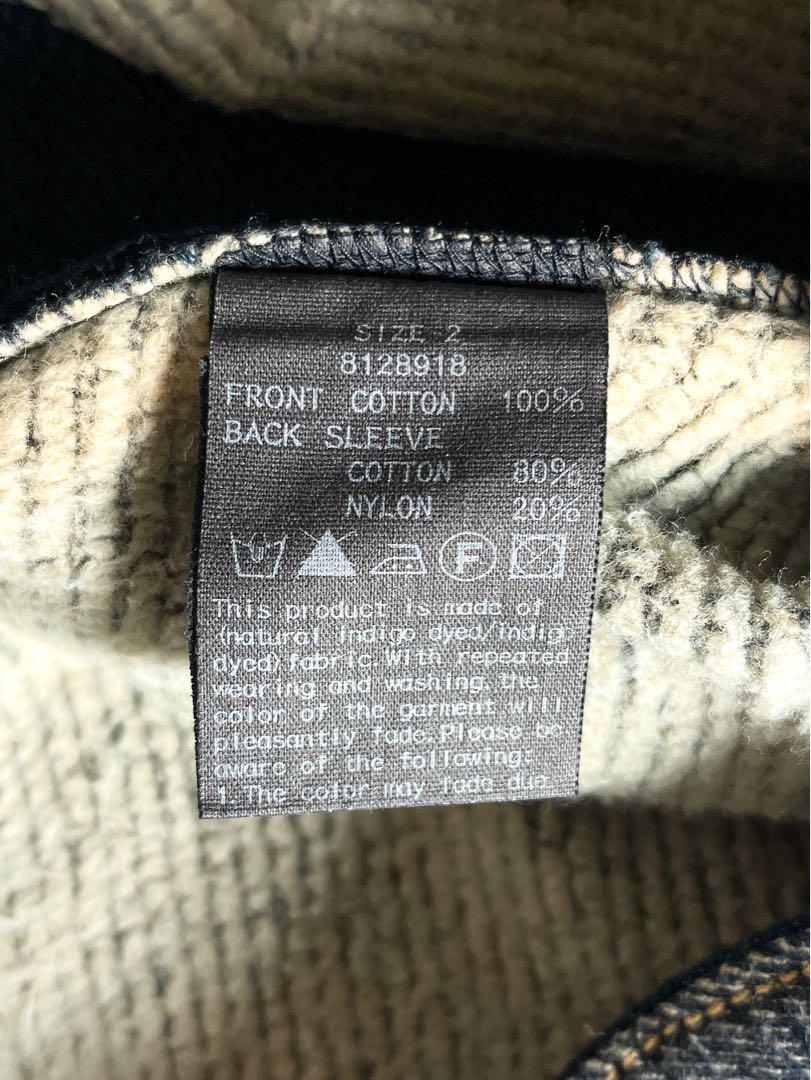 SIZE 2
8128918
FRONT COTTON 100%
BACK SLEEVE
COTTON 80%
NYLON 20%
F
This product is made of
(natural indigo dyed/indig
dyed) fabric. With repeated
wearing and washing, the
color of the garment will
pleasantly fade. Please be
aware of the following:
1. The color may fade due